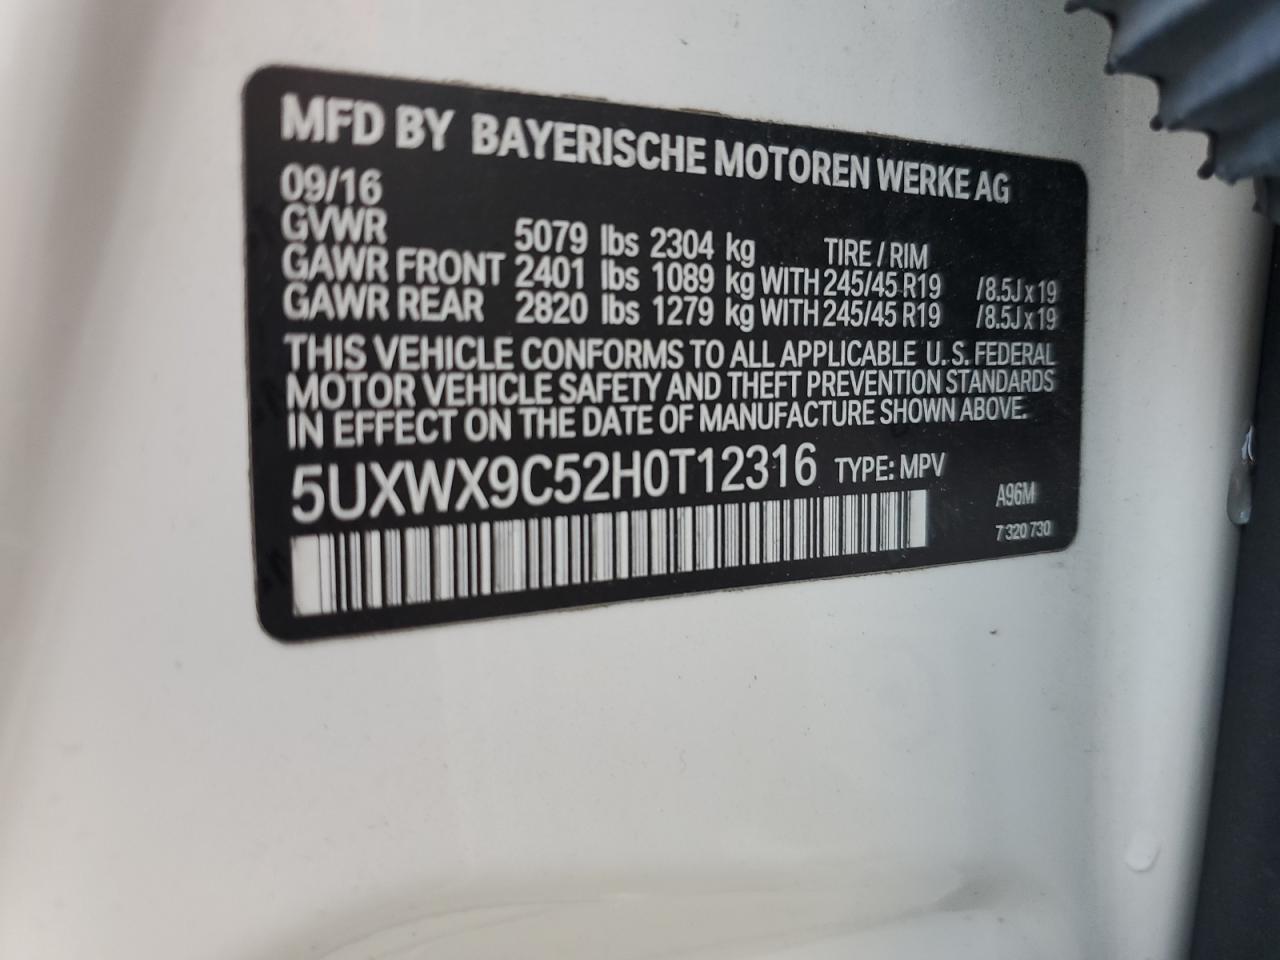 MFD BY BAYERISCHE MOTOREN WERKE AG
09/16
GVWR 5079 lbs 2304 kg TIRE / RIM
GAWR FRONT 2401 lbs 1089 kg WITH 245/45 R19 /8.5J x 19
GAWR REAR 2820 lbs 1279 kg WITH 245/45 R19 /8.5J x 19
THIS VEHICLE CONFORMS TO ALL APPLICABLE U.S. FEDERAL
MOTOR VEHICLE SAFETY AND THEFT PREVENTION STANDARDS
IN EFFECT ON THE DATE OF MANUFACTURE SHOWN ABOVE.
5UXWX9C52H0T12316 TYPE: MPV
A96M
7 320 730